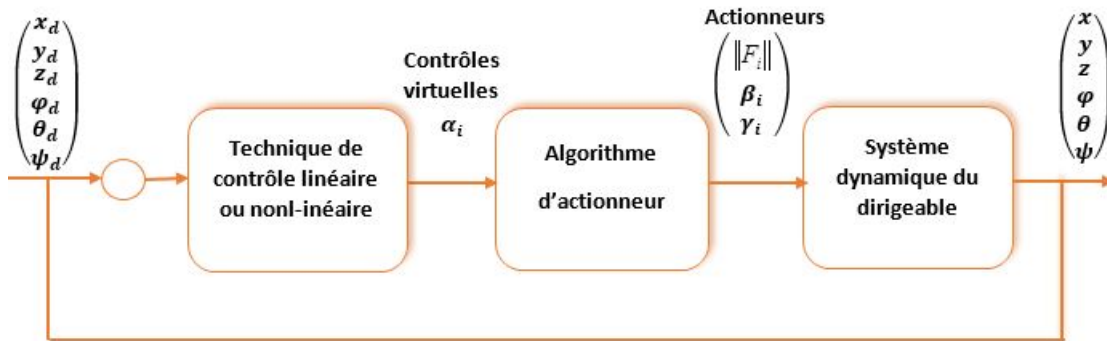 x_d
y_d
z_d
φ_d
θ_d
ψ_d
Technique de
contrôle linéaire
ou nonl-inéaire
Contrôles
virtuelles
α_i
Algorithme
d’actionneur
Actionneurs
‖F_i‖
β_i
γ_i
Système
dynamique du
dirigeable
x
y
z
φ
θ
ψ